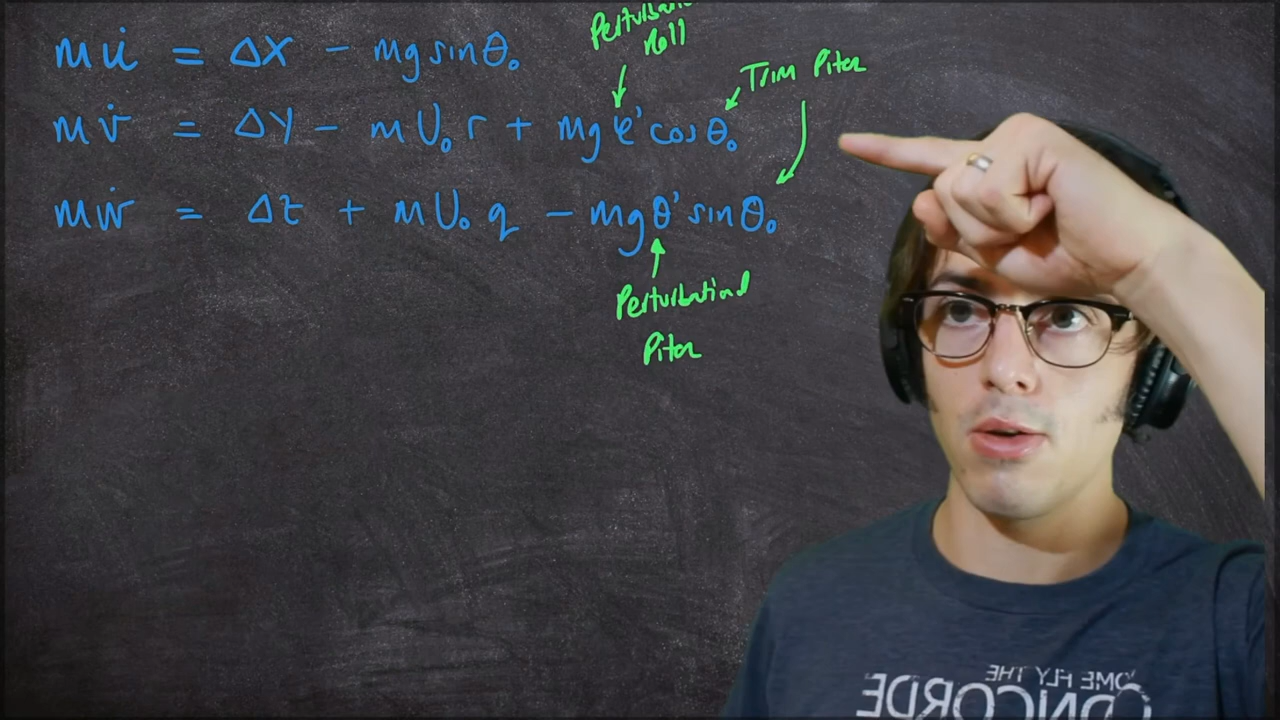 mu̇ = ΔX - mg sinθ₀
Perturbati
Roll
Trim Pitch
mv̇ = ΔY - mU₀r + mgφ'cosθ₀
mẇ = ΔZ + mU₀q - mgθ'sinθ₀
Perturbational
Pitch
COME FLY THE
CONCORDE